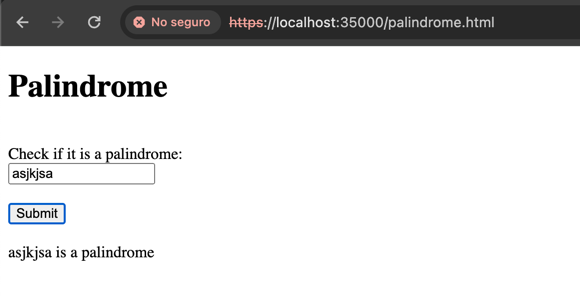 No seguro https://localhost:35000/palindrome.html
Palindrome
Check if it is a palindrome:
asjkjsa
Submit
asjkjsa is a palindrome